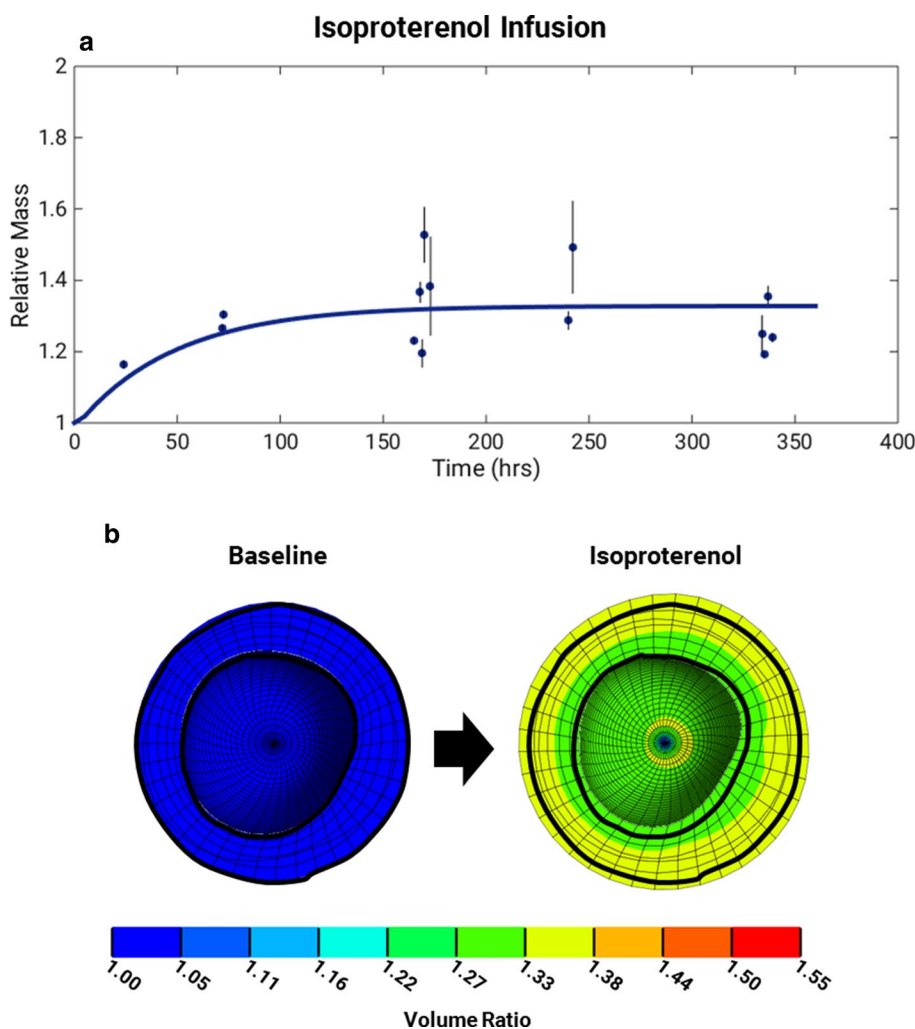 Isoproterenol Infusion
a
2
1.8
1.6
1.4
1.2
1
Relative Mass
0 50 100 150 200 250 300 350 400
Time (hrs)
b
Baseline Isoproterenol
1.00 1.05 1.11 1.16 1.22 1.27 1.33 1.38 1.44 1.50 1.55
Volume Ratio